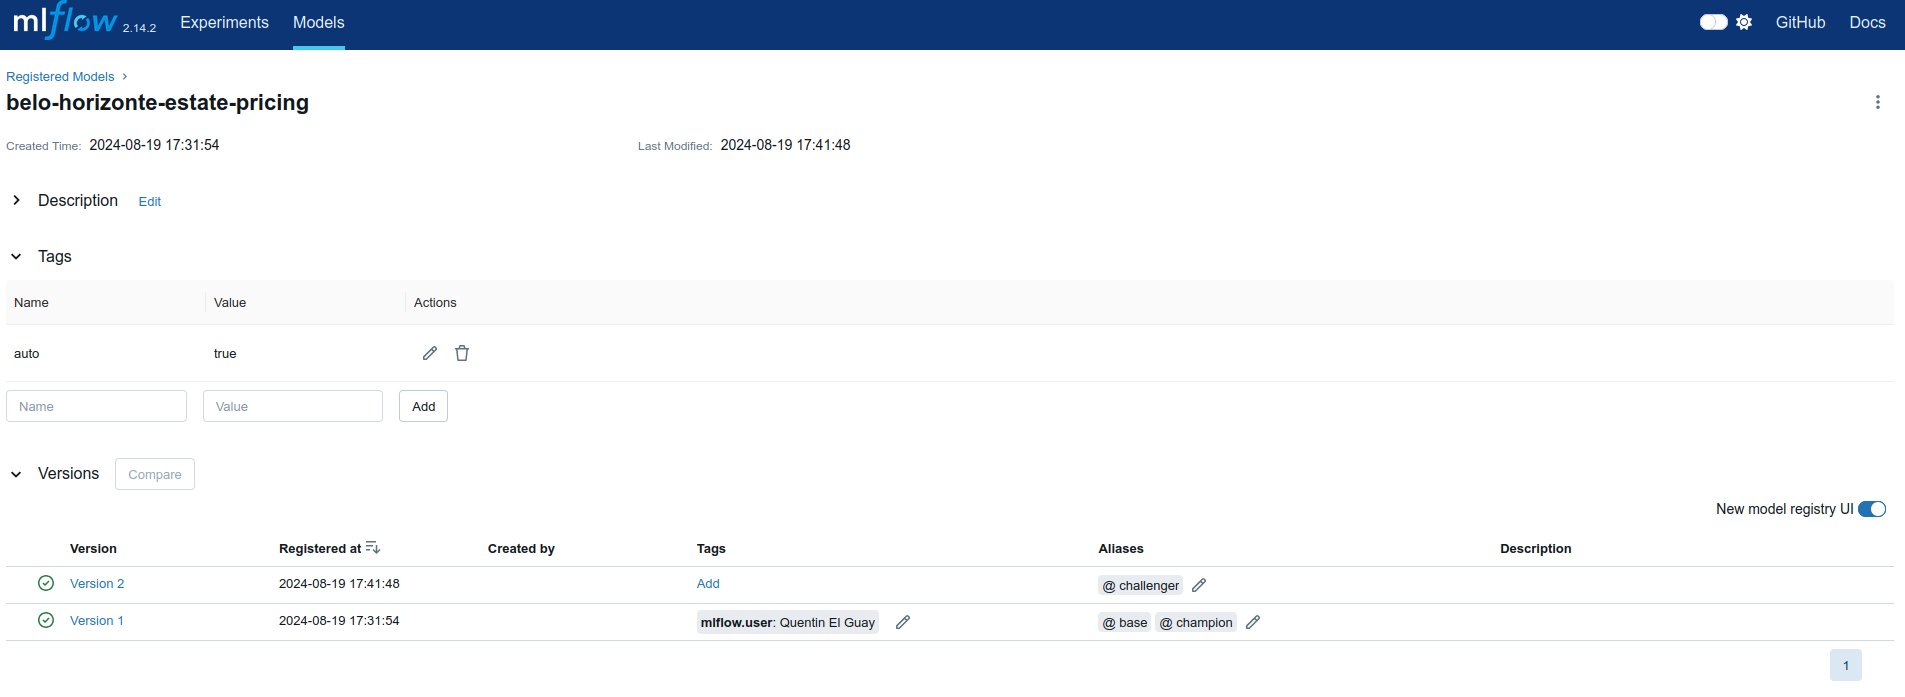 mlflow 2.14.2 Experiments Models GitHub Docs
Registered Models
belo-horizonte-estate-pricing
Created Time: 2024-08-19 17:31:54 Last Modified: 2024-08-19 17:41:48
Description Edit
Tags
Name Value Actions
auto true
Name Value Add
Versions Compare
New model registry UI
Version Registered at Created by Tags Aliases Description
Version 2 2024-08-19 17:41:48 Add @ challenger
Version 1 2024-08-19 17:31:54 mlflow.user: Quentin El Guay @ base @ champion
1